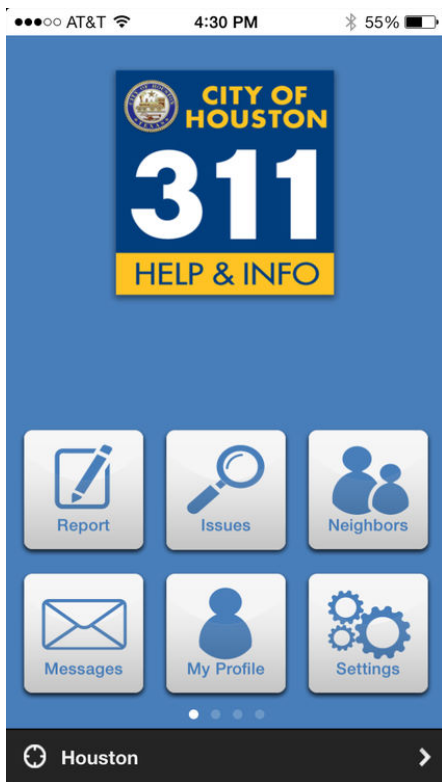 AT&T 4:30 PM 55%
CITY OF
HOUSTON
311
HELP & INFO
Report Issues Neighbors
Messages My Profile Settings
Houston